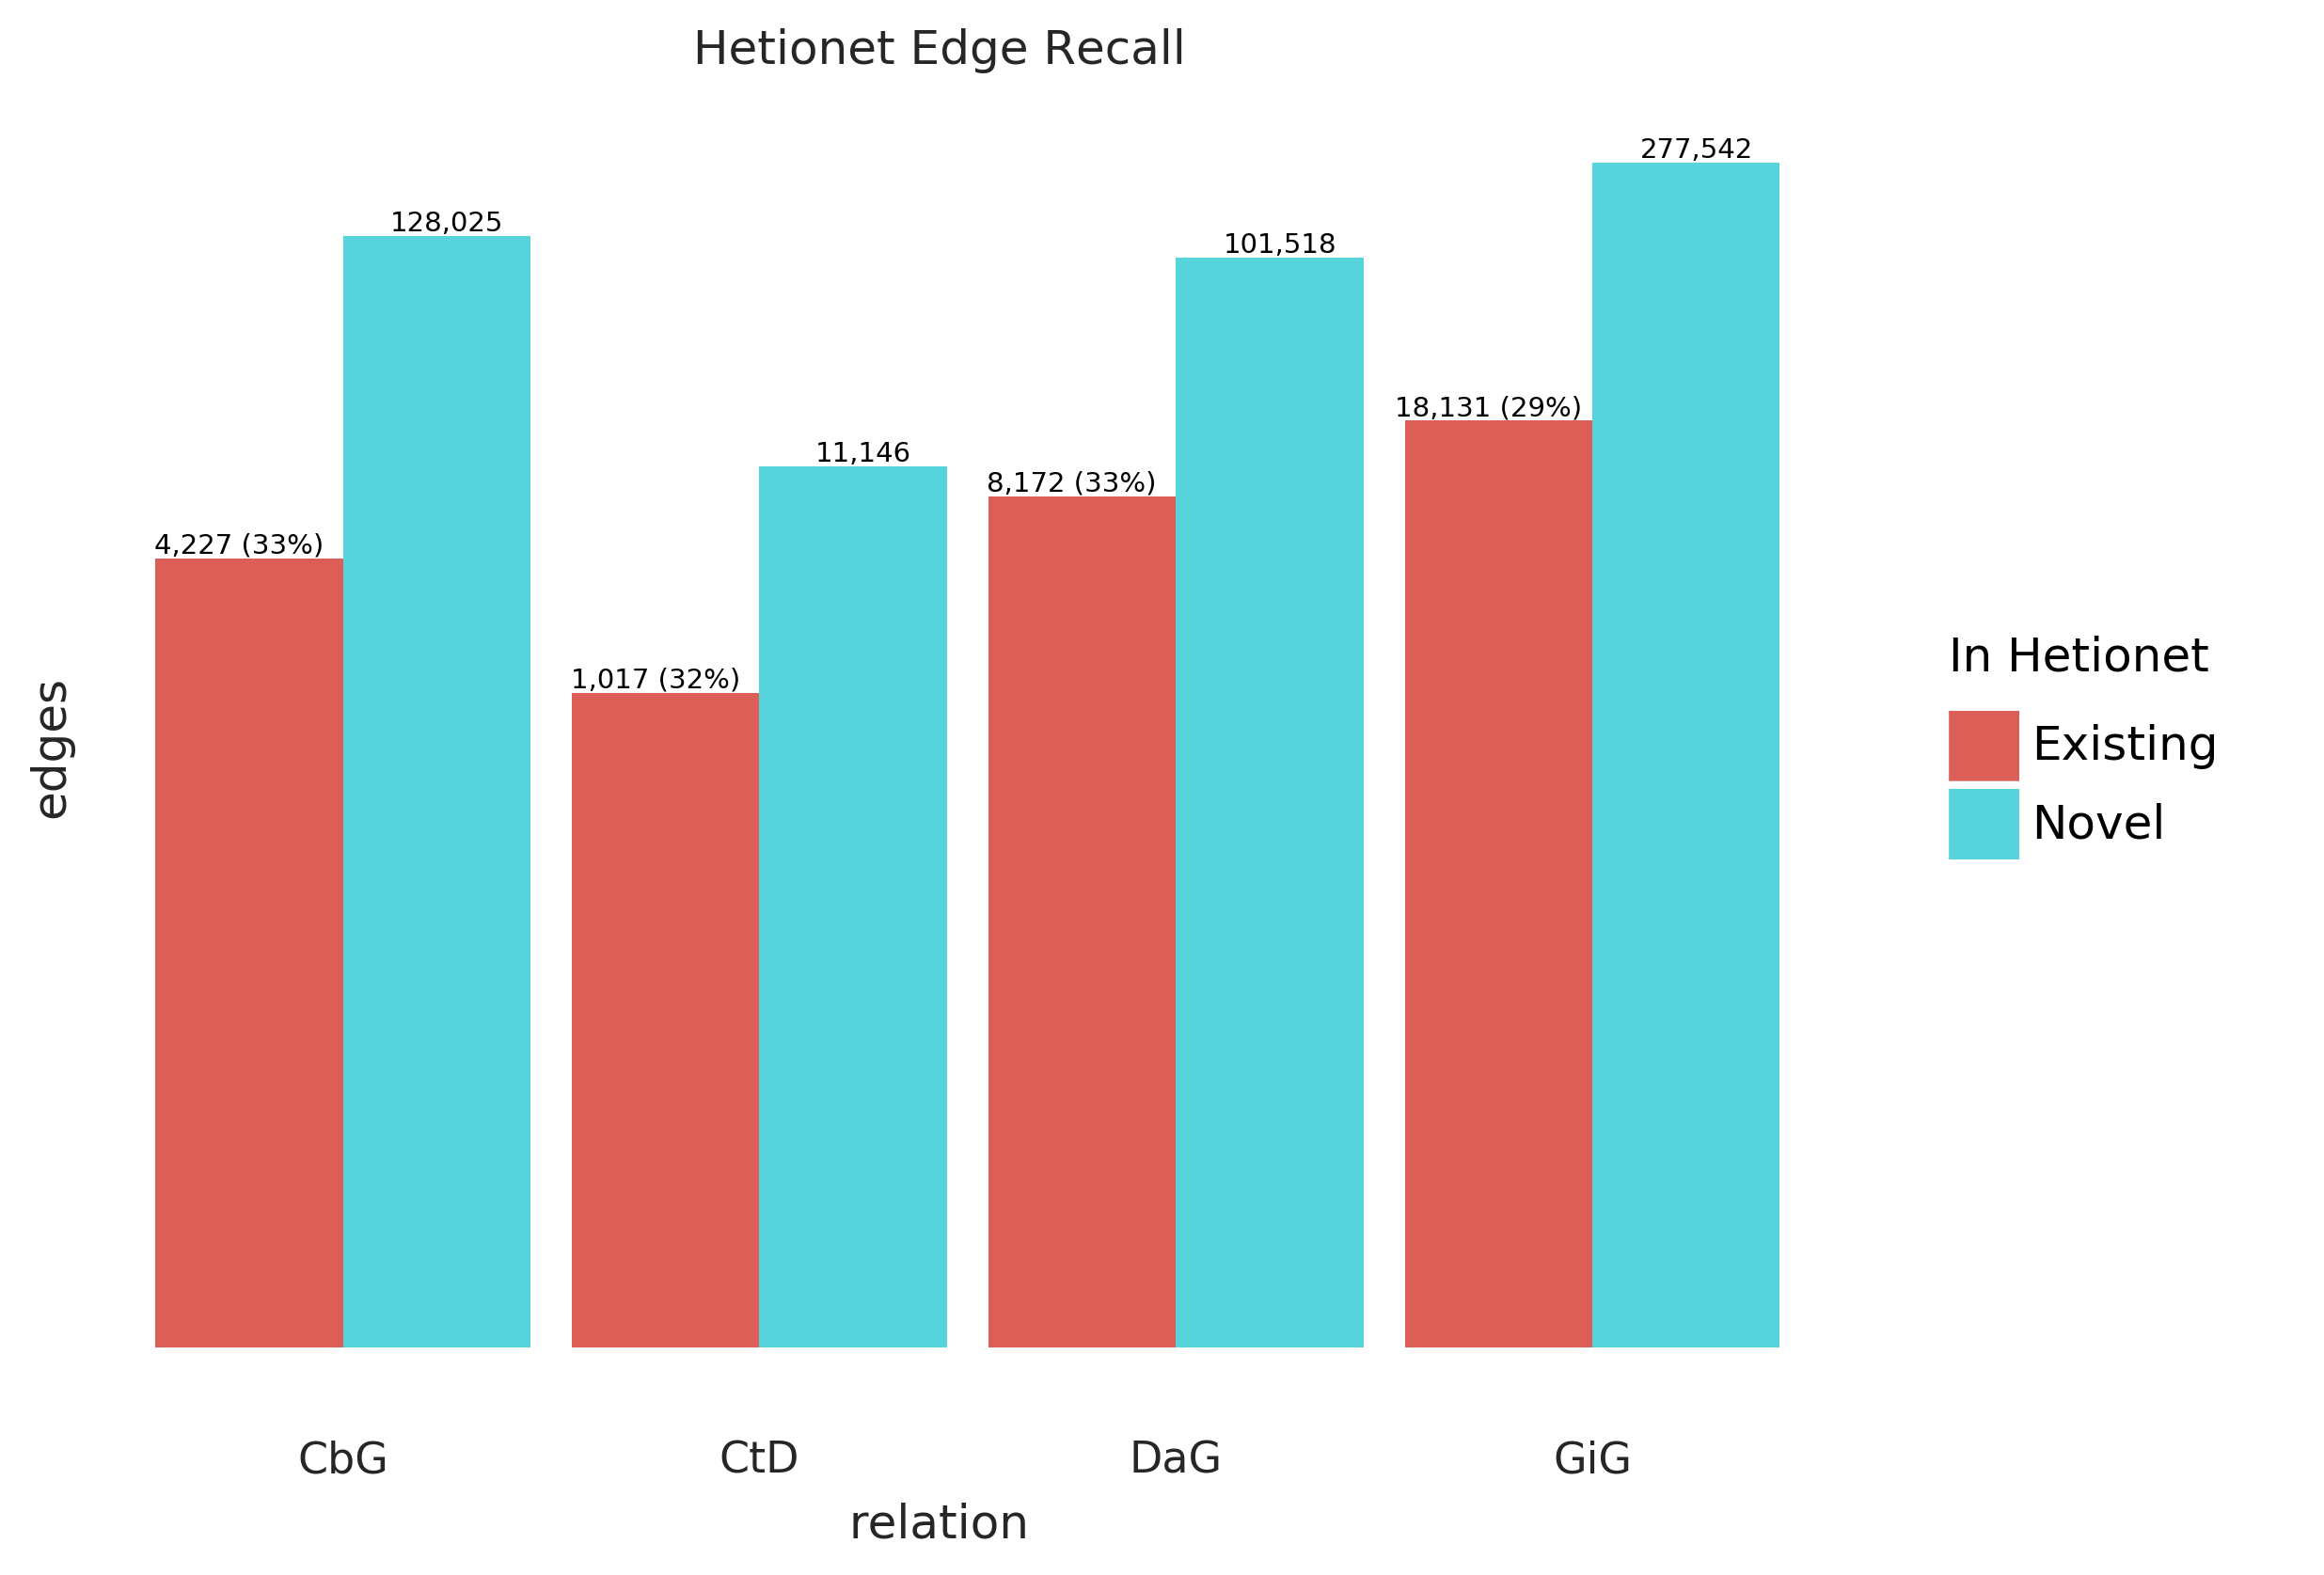 Hetionet Edge Recall
277,542
128,025
101,518
18,131 (29%)
11,146
8,172 (33%)
4,227 (33%)
1,017 (32%)
edges
In Hetionet
Existing
Novel
CbG
CtD
DaG
GiG
relation